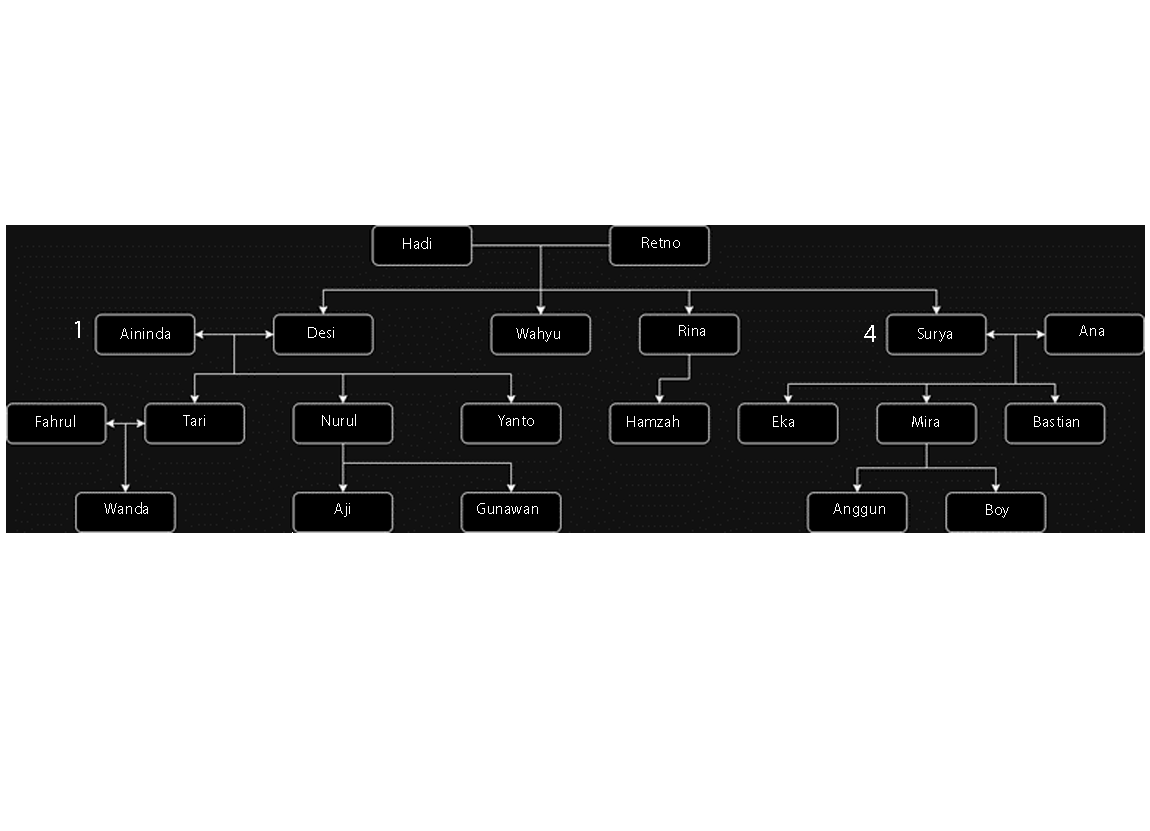 Hadi
Retno
1
Aininda
Desi
Wahyu
Rina
4
Surya
Ana
Fahrul
Tari
Nurul
Yanto
Hamzah
Eka
Mira
Bastian
Wanda
Aji
Gunawan
Anggun
Boy